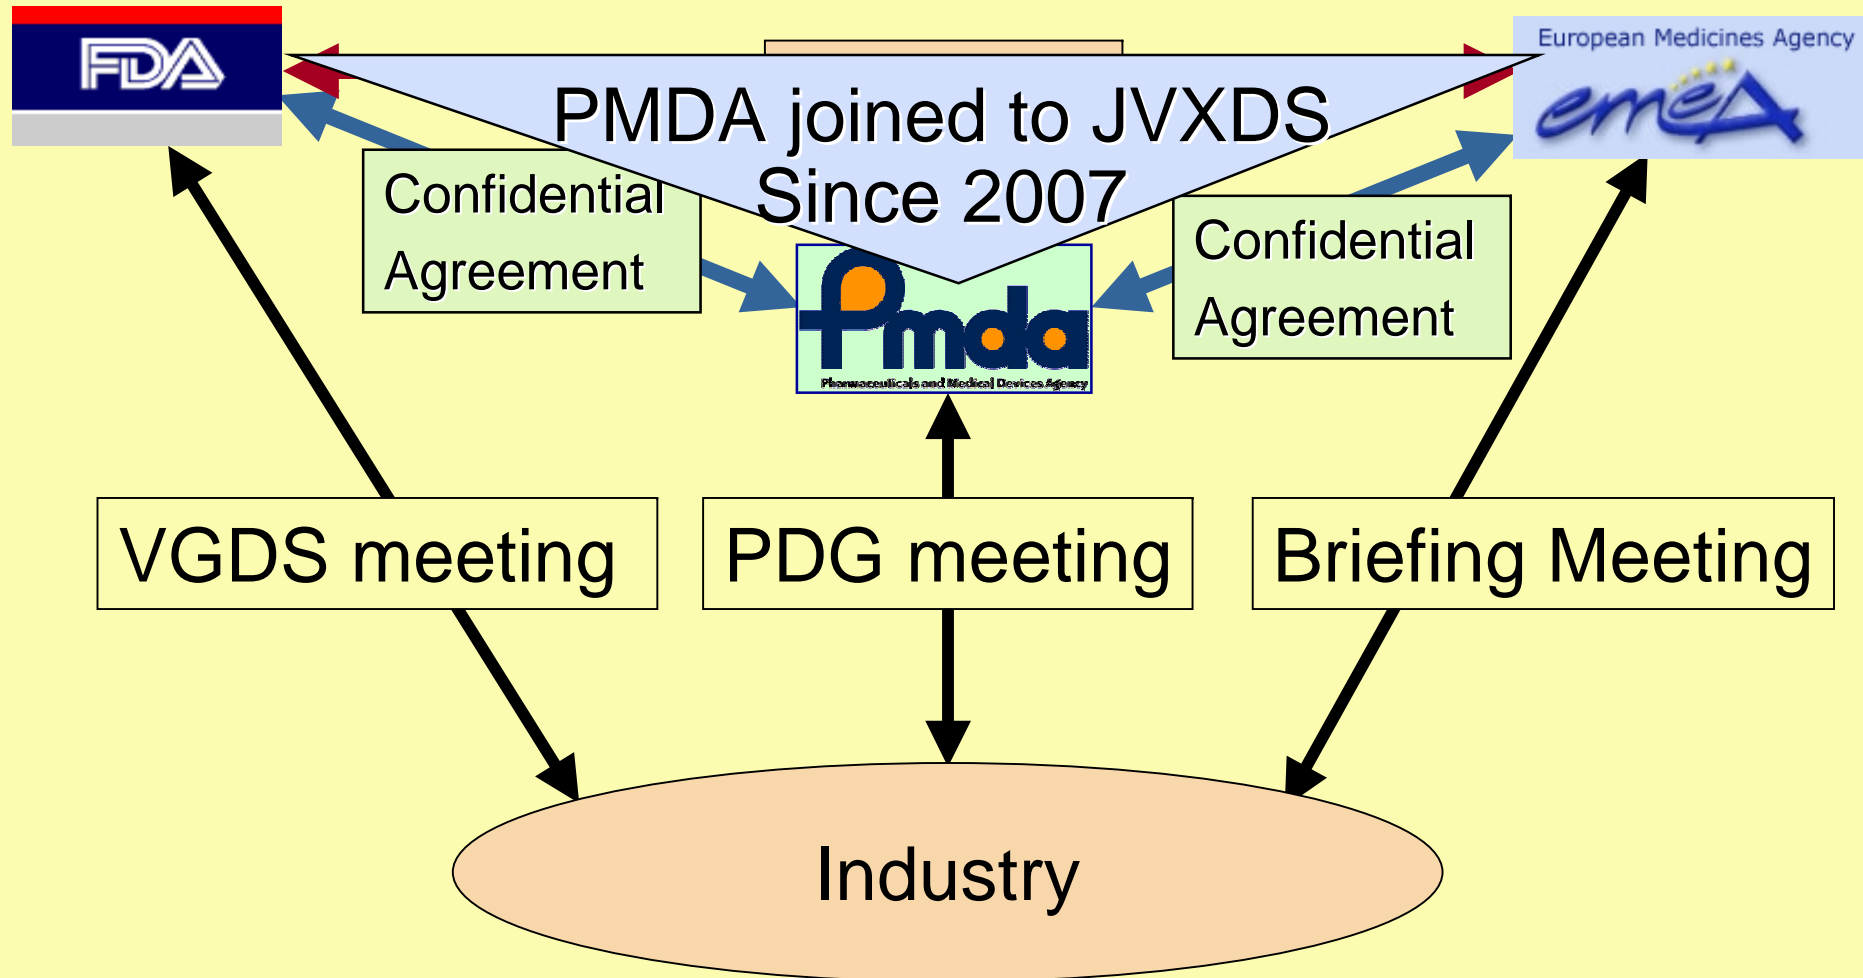 FDA
European Medicines Agency
emeA
PMDA joined to JVXDS
Since 2007
Confidential
Agreement
Confidential
Agreement
Pmda
Pharmaceuticals and Medical Devices Agency
VGDS meeting
PDG meeting
Briefing Meeting
Industry